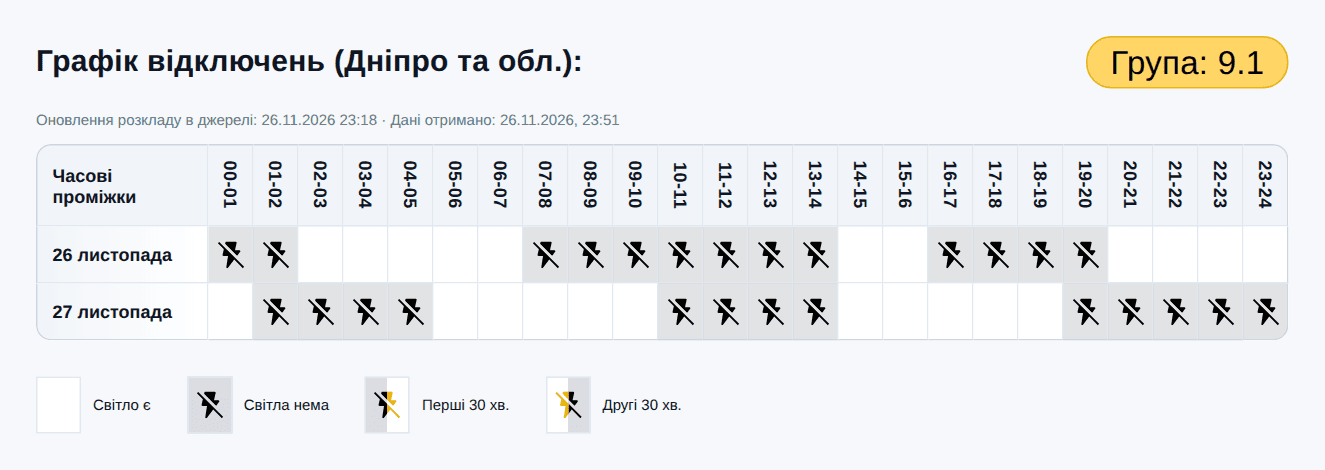 Графік відключень (Дніпро та обл.):
Група: 9.1
Оновлення розкладу в джерелі: 26.11.2026 23:18 · Дані отримано: 26.11.2026, 23:51
Часові проміжки 00-01 01-02 02-03 03-04 04-05 05-06 06-07 07-08 08-09 09-10 10-11 11-12 12-13 13-14 14-15 15-16 16-17 17-18 18-19 19-20 20-21 21-22 22-23 23-24
26 листопада
27 листопада
Світло є Світла нема Перші 30 хв. Другі 30 хв.